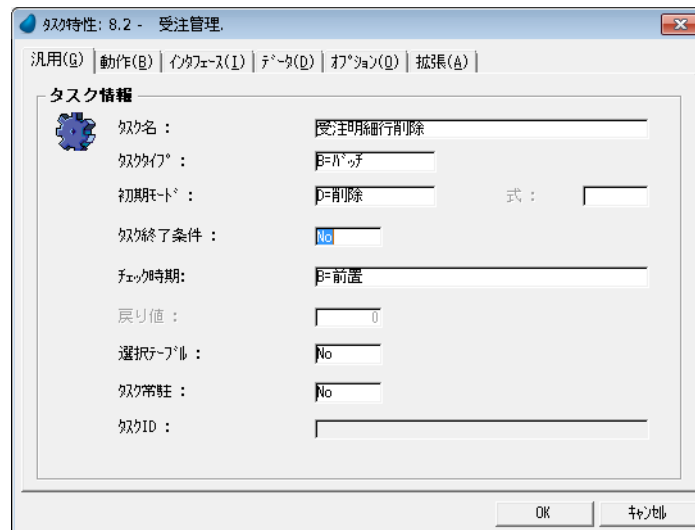 ﾀｽｸ特性: 8.2 - 受注管理.
汎用(G) 動作(B) ｲﾝﾀﾌｪｰｽ(I) ﾃﾞｰﾀ(D) ｵﾌﾟｼｮﾝ(O) 拡張(A)
タスク情報
ﾀｽｸ名 : 受注明細行削除
ﾀｽｸﾀｲﾌﾟ : B=ﾊﾞｯﾁ
初期ﾓｰﾄﾞ : D=削除 式 :
ﾀｽｸ終了条件 : No
ﾁｪｯｸ時期: B=前置
戻り値 : 0
選択ﾃｰﾌﾞﾙ : No
ﾀｽｸ常駐 : No
ﾀｽｸID :
OK ｷｬﾝｾﾙ